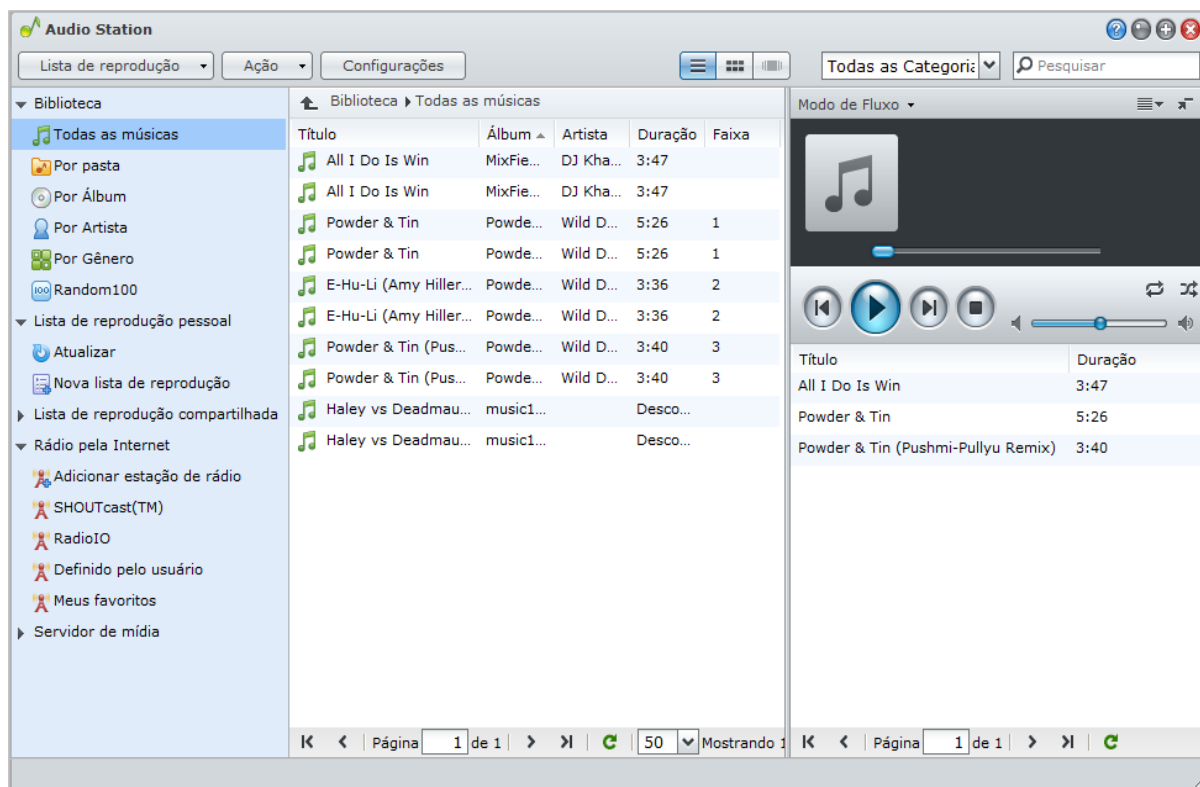 Audio Station
Lista de reprodução Ação Configurações Todas as Categoria Pesquisar
Biblioteca
Todas as músicas
Por pasta
Por Álbum
Por Artista
Por Gênero
100 Random100
Lista de reprodução pessoal
Atualizar
Nova lista de reprodução
Lista de reprodução compartilhada
Rádio pela Internet
Adicionar estação de rádio
SHOUTcast(TM)
RadioIO
Definido pelo usuário
Meus favoritos
Servidor de mídia
Biblioteca Todas as músicas
Título Álbum Artista Duração Faixa
All I Do Is Win MixFie... DJ Kha... 3:47
All I Do Is Win MixFie... DJ Kha... 3:47
Powder & Tin Powde... Wild D... 5:26 1
Powder & Tin Powde... Wild D... 5:26 1
E-Hu-Li (Amy Hiller... Powde... Wild D... 3:36 2
E-Hu-Li (Amy Hiller... Powde... Wild D... 3:36 2
Powder & Tin (Pus... Powde... Wild D... 3:40 3
Powder & Tin (Pus... Powde... Wild D... 3:40 3
Haley vs Deadmau... music1... Desco...
Haley vs Deadmau... music1... Desco...
Página 1 de 1 50 Mostrando 1
Modo de Fluxo
Título Duração
All I Do Is Win 3:47
Powder & Tin 5:26
Powder & Tin (Pushmi-Pullyu Remix) 3:40
Página 1 de 1